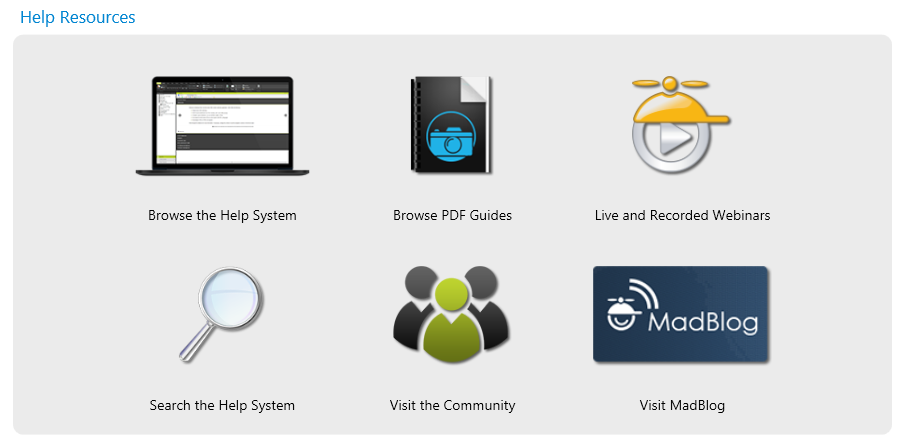 Help Resources
Browse the Help System
Browse PDF Guides
Live and Recorded Webinars
MadBlog
Search the Help System
Visit the Community
Visit MadBlog